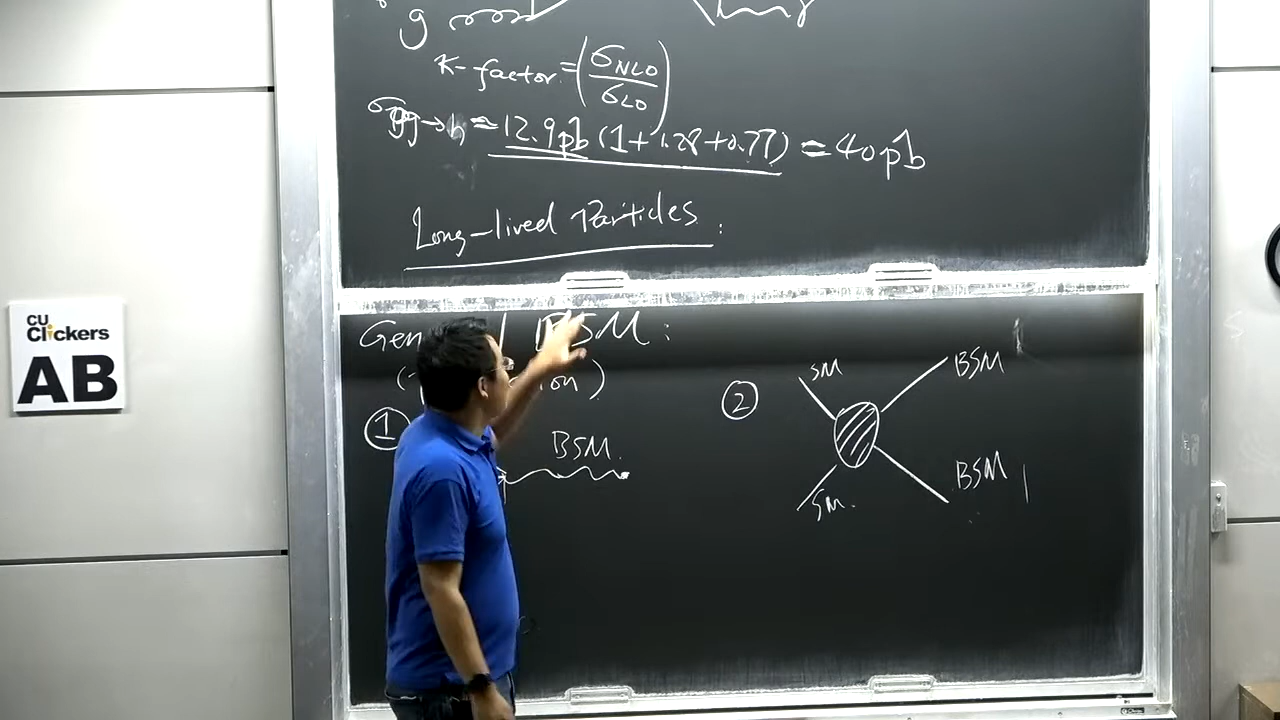 g
K-factor = (σNLO / σLO)
σgg→h = 12.9pb (1+1.28+0.77) = 40pb
Long-lived Particles :
BSM :
①
BSM.
②
SM
BSM
SM.
BSM
CU
Clickers
AB